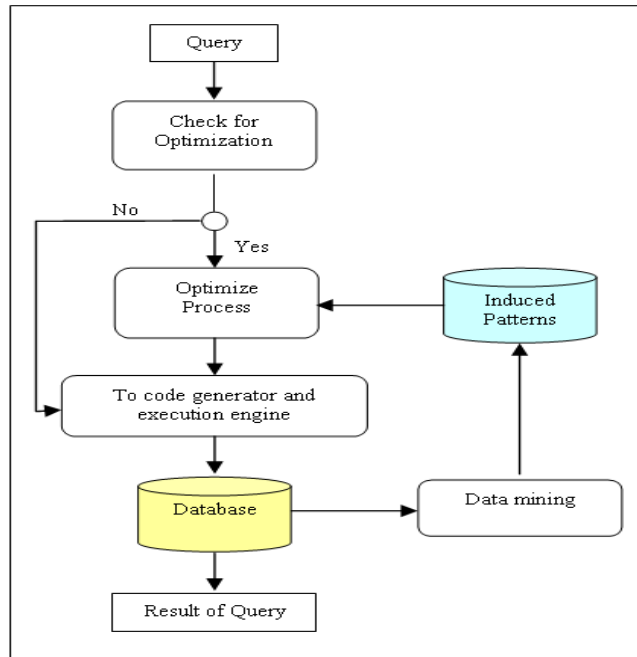 Query
Check for
Optimization
No
Yes
Optimize
Process
Induced
Patterns
To code generator and
execution engine
Database
Data mining
Result of Query